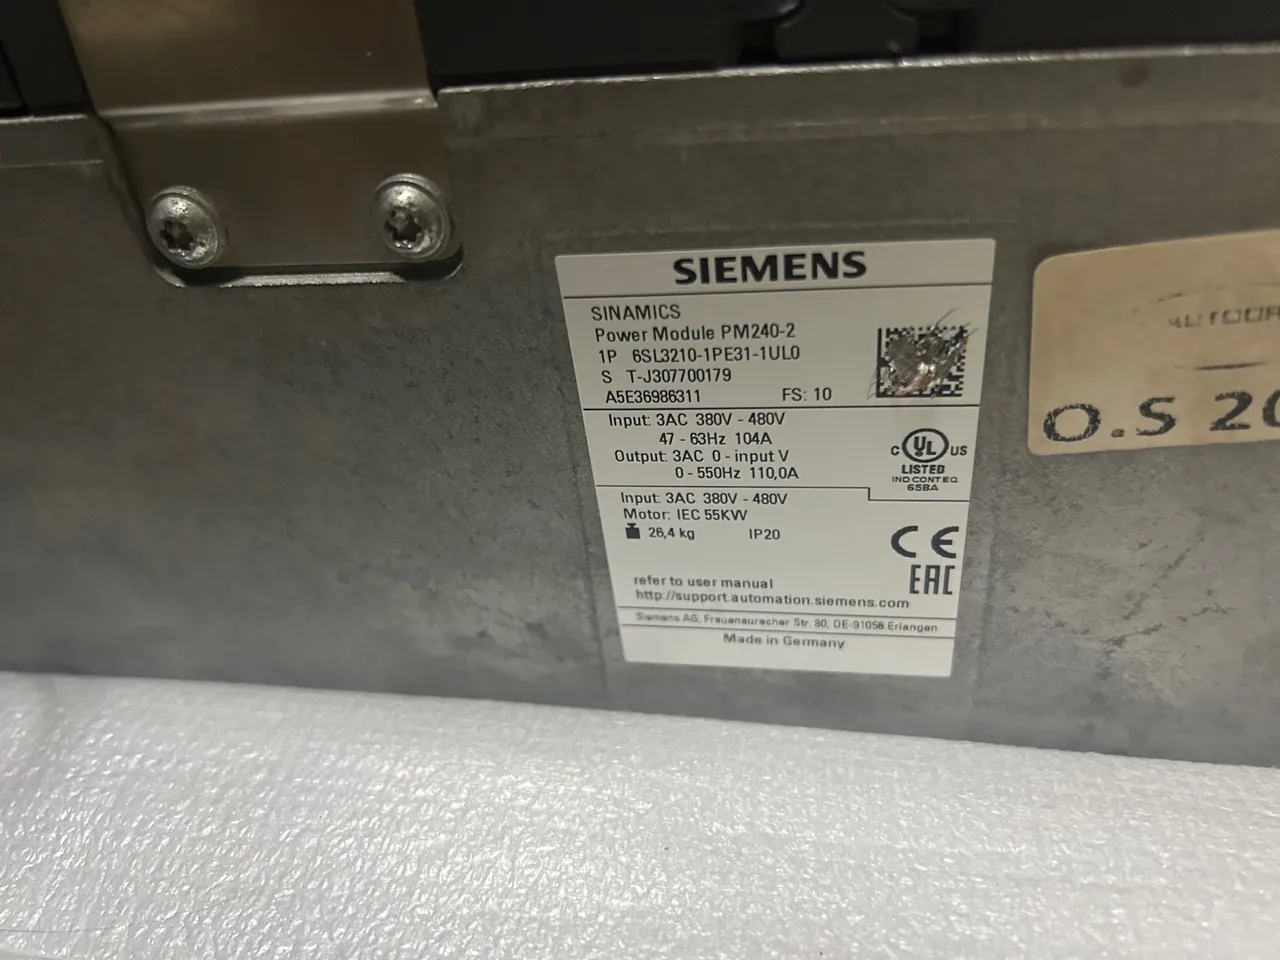 SIEMENS
SINAMICS
Power Module PM240-2
1P 6SL3210-1PE31-1UL0
S T-J307700179
A5E36986311 FS: 10
Input: 3AC 380V - 480V
47 - 63Hz 104A
Output: 3AC 0 - input V
0 - 550Hz 110,0A
C UL US
LISTED
IND CONT EQ
65BA
Input: 3AC 380V - 480V
Motor: IEC 55KW
26,4 kg IP20
CE
EAC
refer to user manual
http://support.automation.siemens.com
Siemens AG, Frauenauracher Str. 80, DE-91056 Erlangen
Made in Germany
O.S